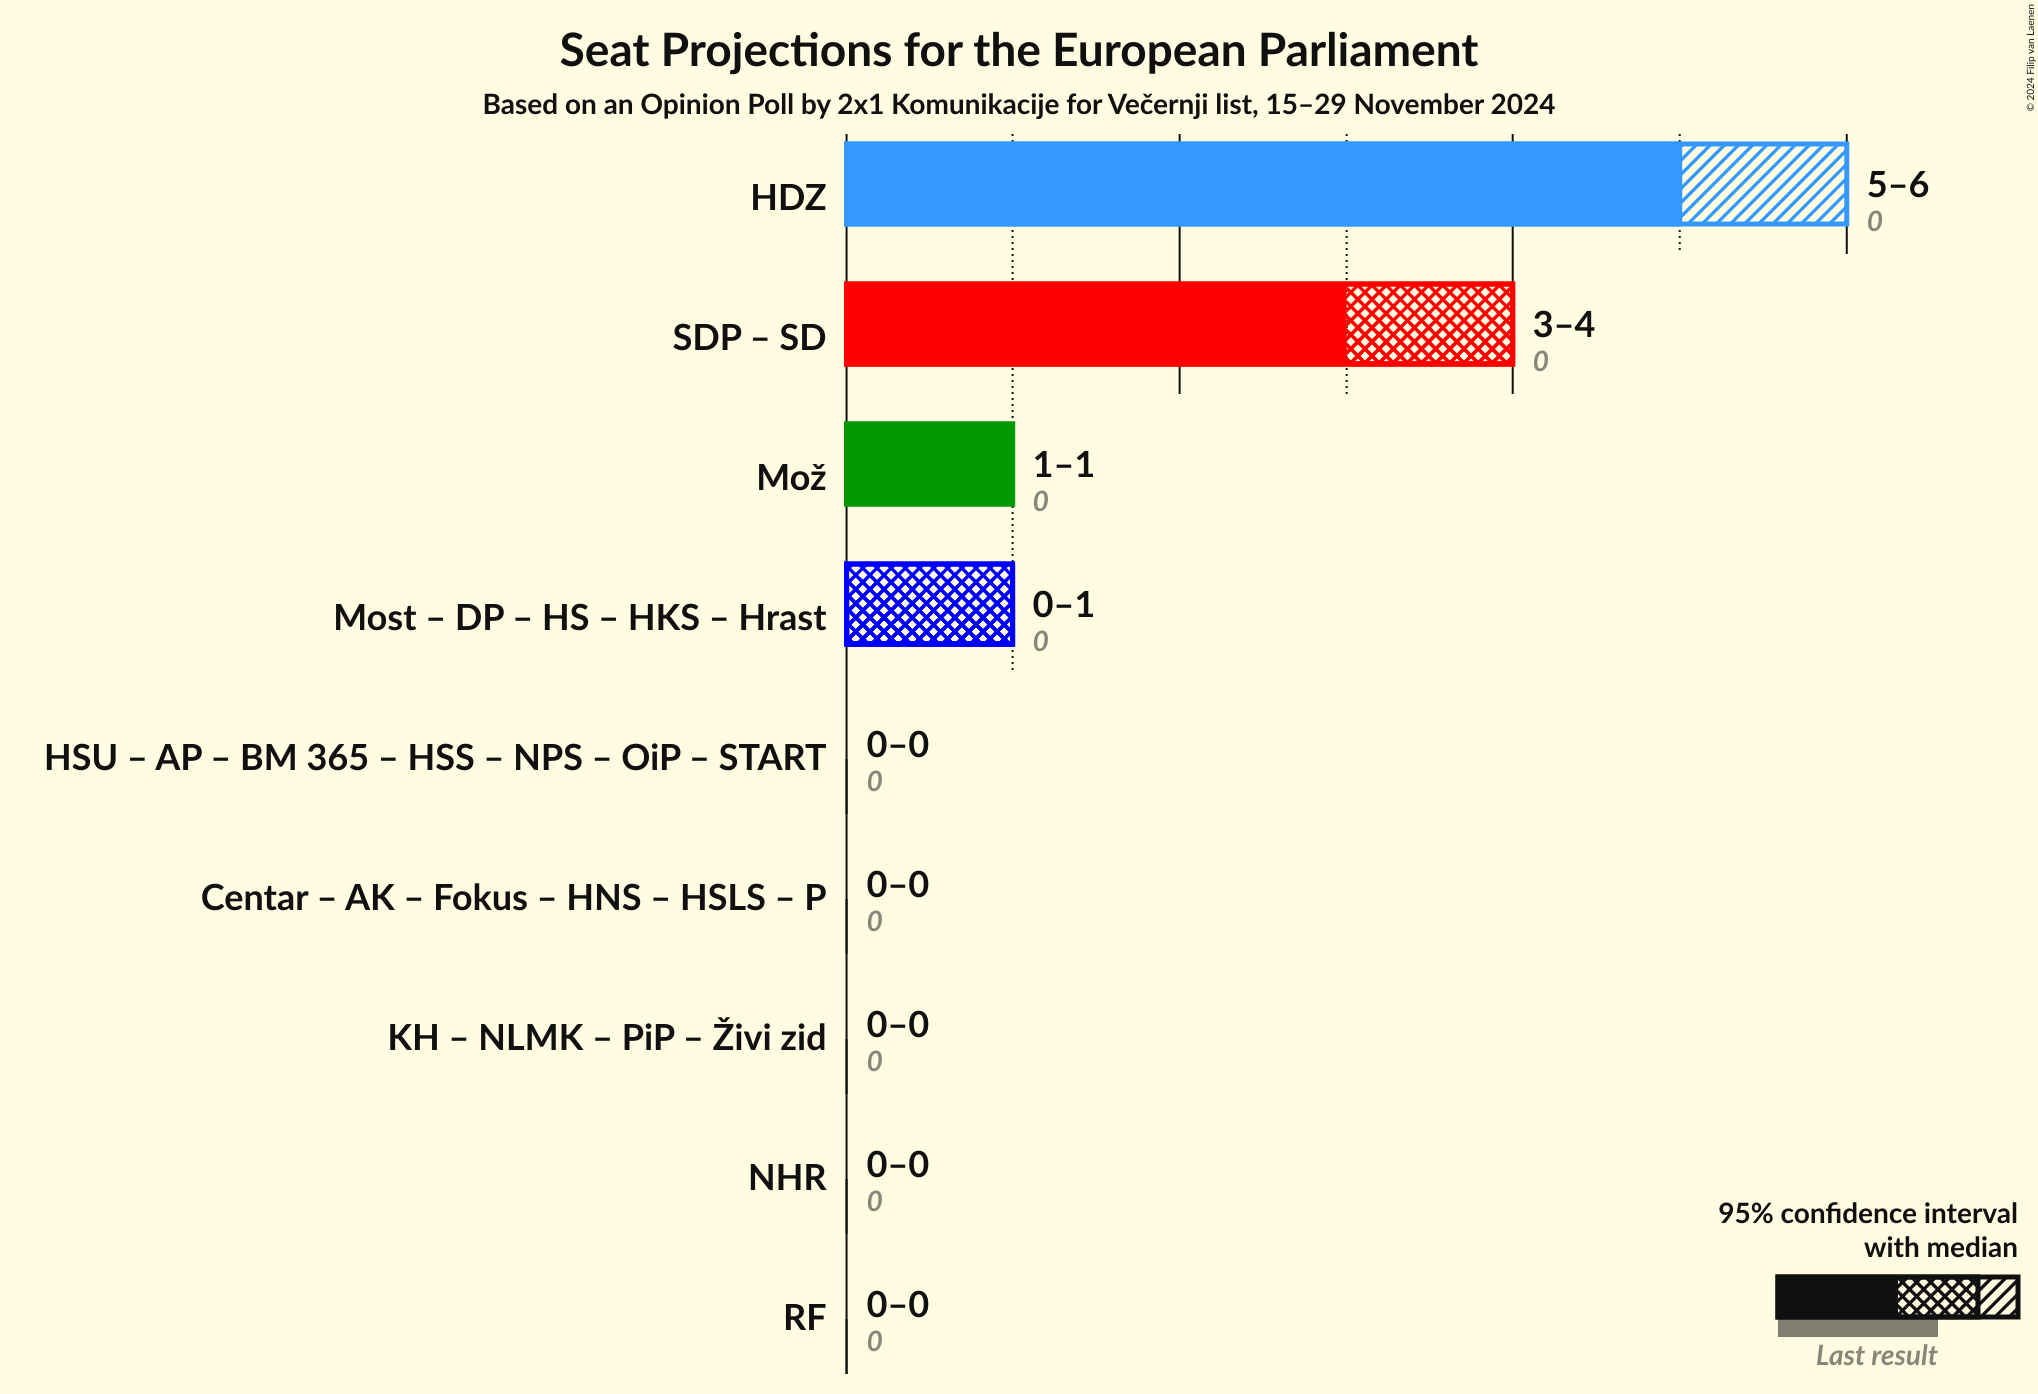 Seat Projections for the European Parliament
Based on an Opinion Poll by 2x1 Komunikacije for Večernji list, 15–29 November 2024
© 2024 Filip van Laenen
HDZ
5–6
0
SDP – SD
3–4
0
Mož
1–1
0
Most – DP – HS – HKS – Hrast
0–1
0
HSU – AP – BM 365 – HSS – NPS – OiP – START
0–0
0
Centar – AK – Fokus – HNS – HSLS – P
0–0
0
KH – NLMK – PiP – Živi zid
0–0
0
NHR
0–0
0
RF
0–0
0
95% confidence interval
with median
Last result